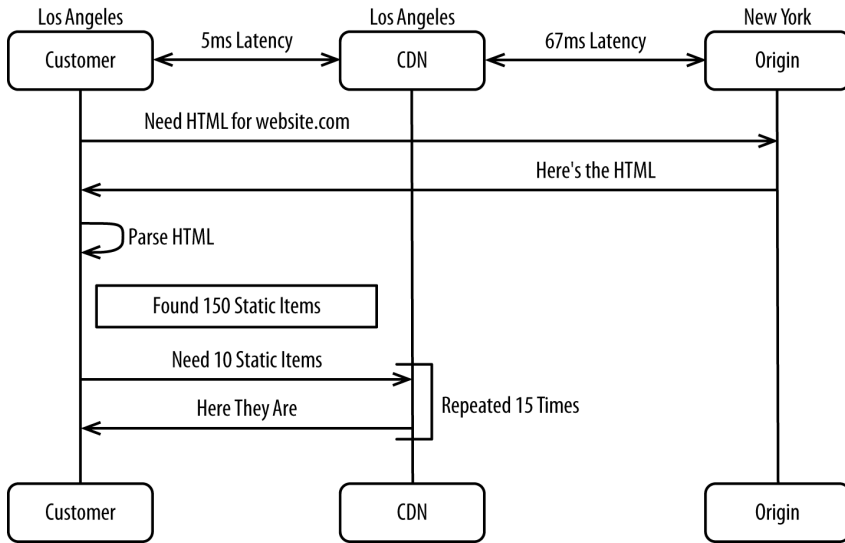 Los Angeles
Los Angeles
New York
Customer
5ms Latency
CDN
67ms Latency
Origin
Need HTML for website.com
Here's the HTML
Parse HTML
Found 150 Static Items
Need 10 Static Items
Here They Are
Repeated 15 Times
Customer
CDN
Origin